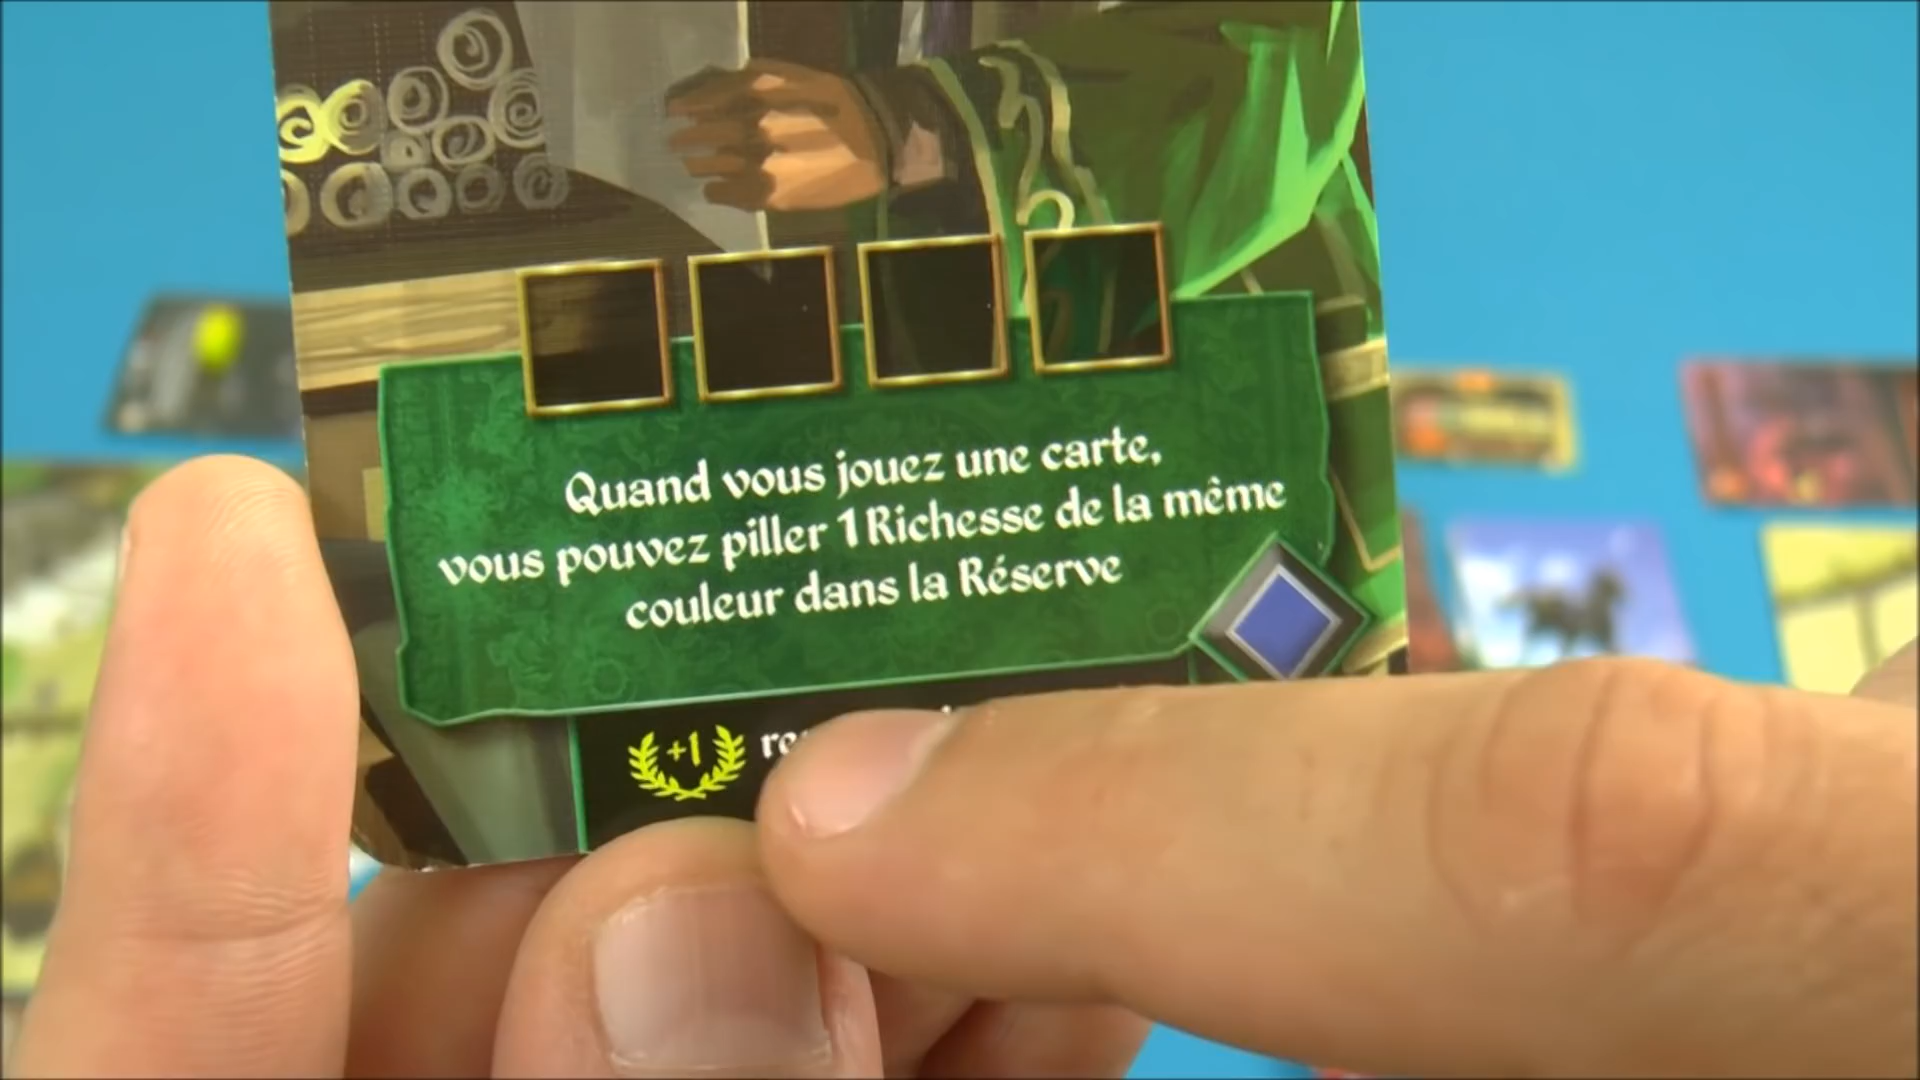 Quand vous jouez une carte,
vous pouvez piller 1 Richesse de la même
couleur dans la Réserve
+1